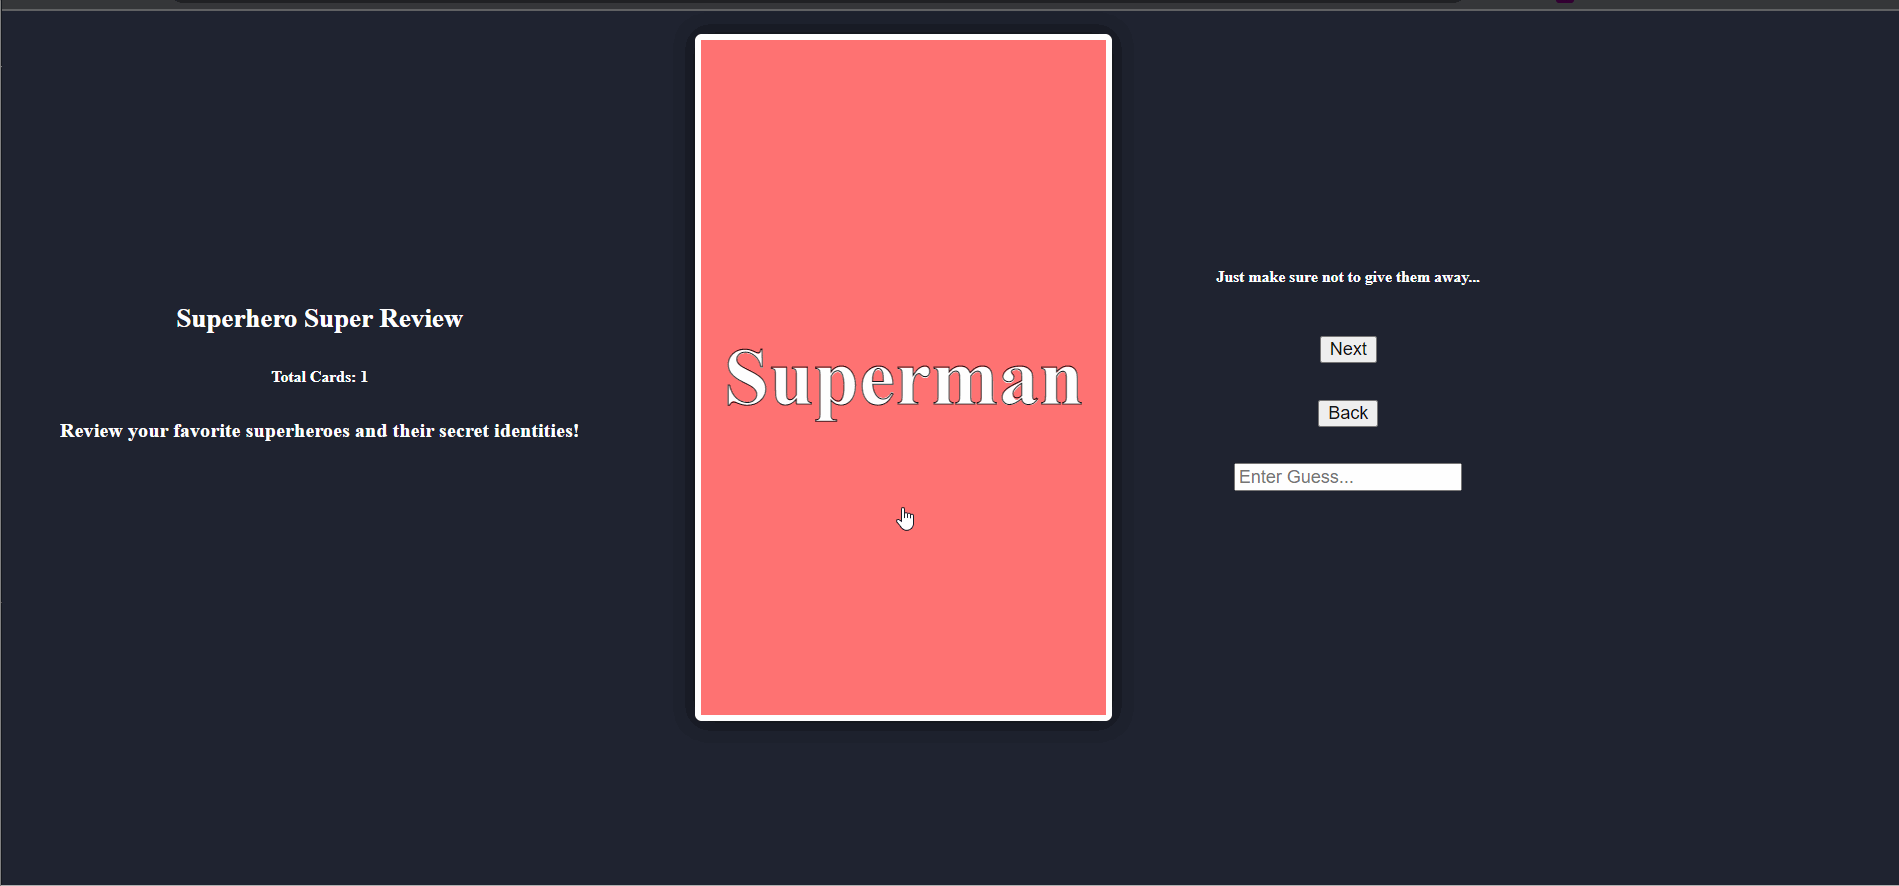 Superhero Super Review
Total Cards: 1
Review your favorite superheroes and their secret identities!
Superman
Just make sure not to give them away...
Next
Back
Enter Guess...